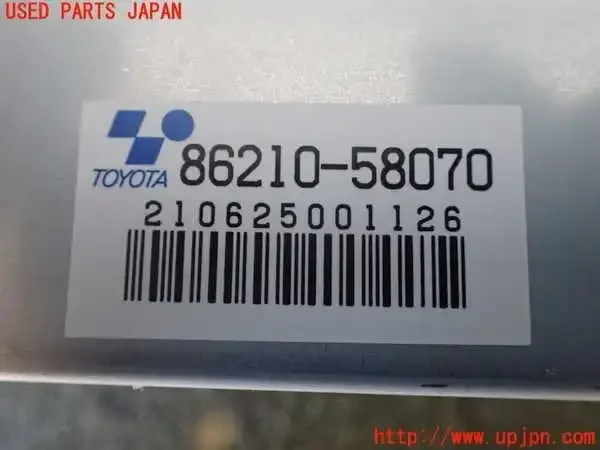 USED PARTS JAPAN
TOYOTA 86210-58070
210625001126
http://www.upjpn.com/